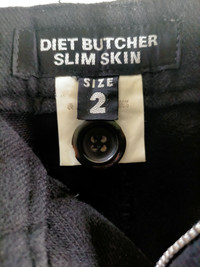 DIET BUTCHER
SLIM SKIN
SIZE
2